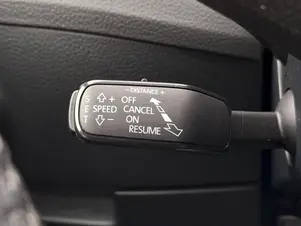 - DISTANCE +
S + OFF
E SPEED CANCEL
T - ON
RESUME